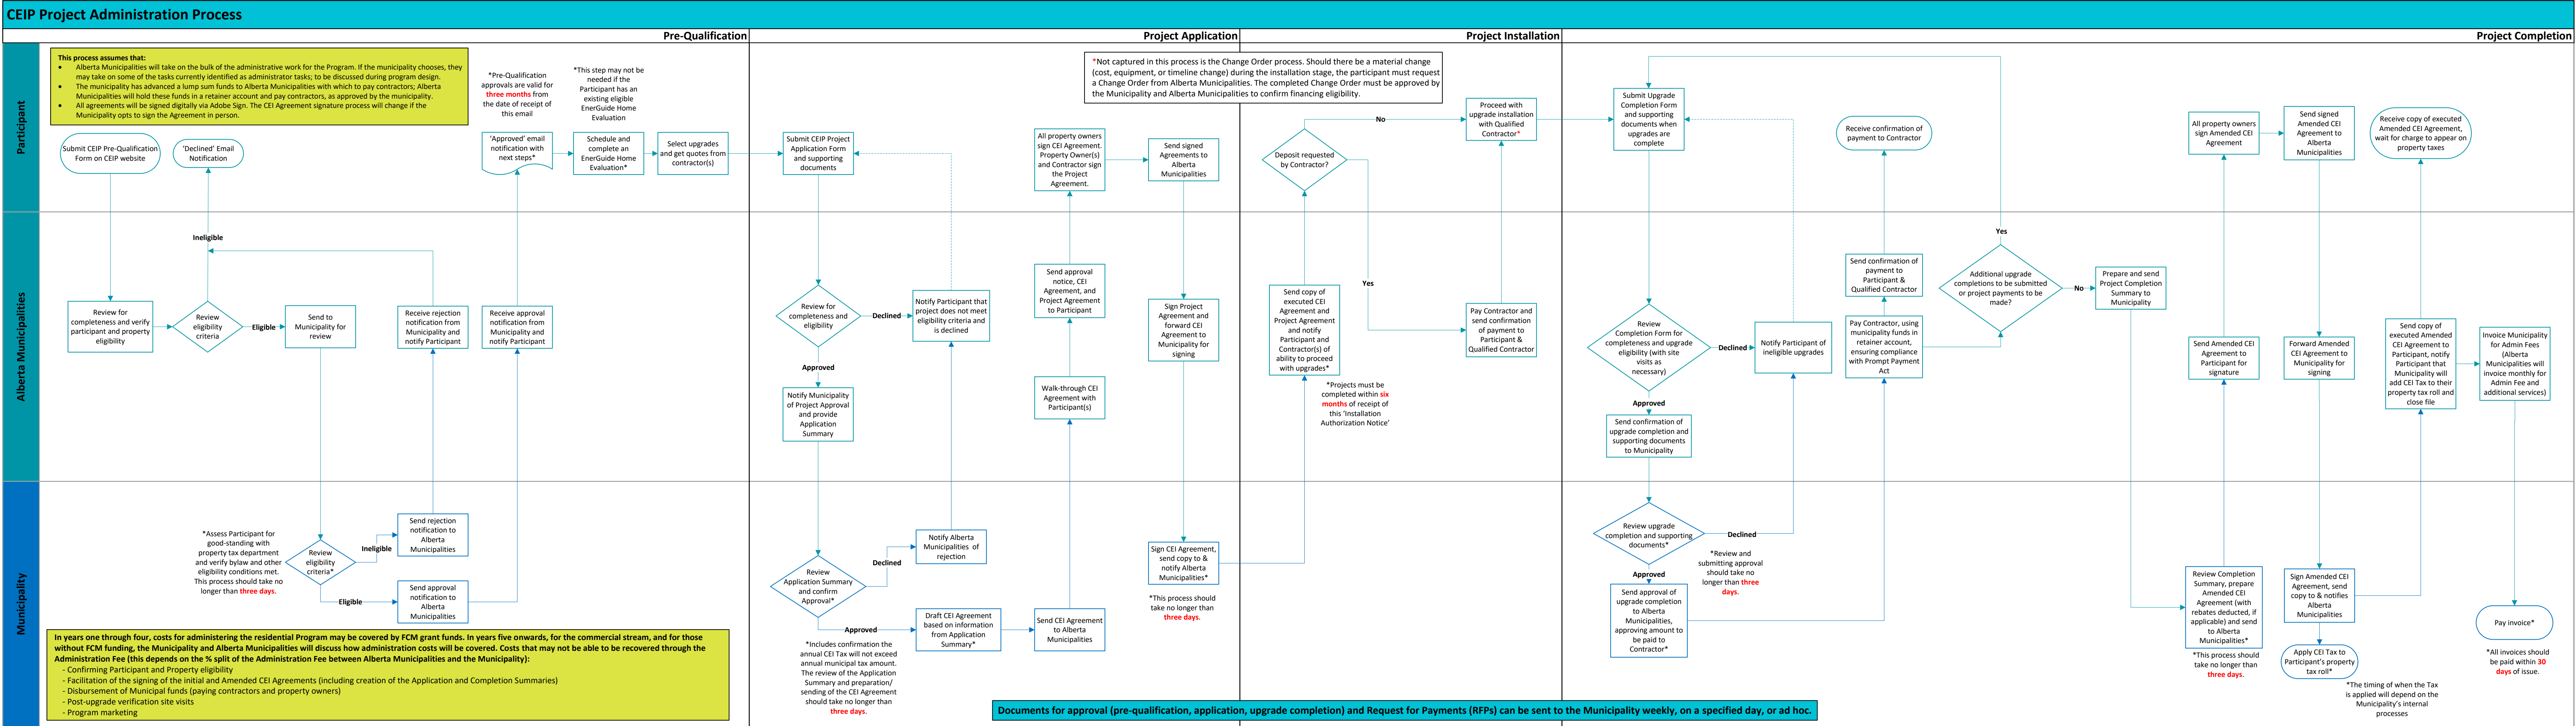 CEIP Project Administration Process
Pre-Qualification
Project Application
Project Installation
Project Completion
Participant
Alberta Municipalities
Municipality
This process assumes that:
• Alberta Municipalities will take on the bulk of the administrative work for the Program. If the municipality chooses, they
may take on some of the tasks currently identified as administrator tasks; to be discussed during program design.
• The municipality has advanced a lump sum funds to Alberta Municipalities with which to pay contractors; Alberta
Municipalities will hold these funds in a retainer account and pay contractors, as approved by the municipality.
• All agreements will be signed digitally via Adobe Sign. The CEI Agreement signature process will change if the
Municipality opts to sign the Agreement in person.
Submit CEIP Pre-Qualification
Form on CEIP website
'Declined' Email
Notification
*Pre-Qualification
approvals are valid for
three months from
the date of receipt of
this email
'Approved' email
notification with
next steps*
*This step may not be
needed if the
Participant has an
existing eligible
EnerGuide Home
Evaluation
Schedule and
complete an
EnerGuide Home
Evaluation*
Select upgrades
and get quotes from
contractor(s)
Ineligible
Review for
completeness and verify
participant and property
eligibility
Review
eligibility
criteria
Eligible
Send to
Municipality for
review
Receive rejection
notification from
Municipality and
notify Participant
Receive approval
notification from
Municipality and
notify Participant
*Assess Participant for
good-standing with
property tax department
and verify bylaw and other
eligibility conditions met.
This process should take no
longer than three days.
Review
eligibility
criteria*
Ineligible
Eligible
Send rejection
notification to
Alberta
Municipalities
Send approval
notification to
Alberta
Municipalities
In years one through four, costs for administering the residential Program may be covered by FCM grant funds. In years five onwards, for the commercial stream, and for those
without FCM funding, the Municipality and Alberta Municipalities will discuss how administration costs will be covered. Costs that may not be able to be recovered through the
Administration Fee (this depends on the % split of the Administration Fee between Alberta Municipalities and the Municipality):
- Confirming Participant and Property eligibility
- Facilitation of the signing of the initial and Amended CEI Agreements (including creation of the Application and Completion Summaries)
- Disbursement of Municipal funds (paying contractors and property owners)
- Post-upgrade verification site visits
- Program marketing
Submit CEIP Project
Application Form
and supporting
documents
All property owners
sign CEI Agreement.
Property Owner(s)
and Contractor sign
the Project
Agreement.
Send signed
Agreements to
Alberta
Municipalities
Review for
completeness and
eligibility
Declined
Notify Participant that
project does not meet
eligibility criteria and
is declined
Approved
Notify Municipality
of Project Approval
and provide
Application
Summary
Send approval
notice, CEI
Agreement, and
Project Agreement
to Participant
Walk-through CEI
Agreement with
Participant(s)
Sign Project
Agreement and
forward CEI
Agreement to
Municipality for
signing
Review
Application Summary
and confirm
Approval*
Declined
Notify Alberta
Municipalities of
rejection
Approved
Draft CEI Agreement
based on information
from Application
Summary*
Send CEI Agreement
to Alberta
Municipalities
*Includes confirmation the
annual CEI Tax will not exceed
annual municipal tax amount.
The review of the Application
Summary and preparation/
sending of the CEI Agreement
should take no longer than
three days.
Sign CEI Agreement,
send copy to &
notify Alberta
Municipalities*
*This process should
take no longer than
three days.
*Not captured in this process is the Change Order process. Should there be a material change
(cost, equipment, or timeline change) during the installation stage, the participant must request
a Change Order from Alberta Municipalities. The completed Change Order must be approved by
the Municipality and Alberta Municipalities to confirm financing eligibility.
Deposit requested
by Contractor?
No
Yes
Proceed with
upgrade installation
with Qualified
Contractor*
Send copy of
executed CEI
Agreement and
Project Agreement
and notify
Participant and
Contractor(s) of
ability to proceed
with upgrades*
*Projects must be
completed within six
months of receipt of
this 'Installation
Authorization Notice'
Pay Contractor and
send confirmation
of payment to
Participant &
Qualified Contractor
Submit Upgrade
Completion Form
and supporting
documents when
upgrades are
complete
Receive confirmation of
payment to Contractor
Review
Completion Form for
completeness and upgrade
eligibility (with site
visits as
necessary)
Declined
Notify Participant of
ineligible upgrades
Approved
Send confirmation of
upgrade completion and
supporting documents
to Municipality
Send confirmation of
payment to
Participant &
Qualified Contractor
Pay Contractor, using
municipality funds in
retainer account,
ensuring compliance
with Prompt Payment
Act
Yes
Additional upgrade
completions to be submitted
or project payments to be
made?
No
Prepare and send
Project Completion
Summary to
Municipality
Review upgrade
completion and supporting
documents*
Declined
*Review and
submitting approval
should take no
longer than three
days.
Approved
Send approval of
upgrade completion
to Alberta
Municipalities,
approving amount to
be paid to
Contractor*
All property owners
sign Amended CEI
Agreement
Send signed
Amended CEI
Agreement to
Alberta
Municipalities
Receive copy of executed
Amended CEI Agreement,
wait for charge to appear on
property taxes
Send Amended CEI
Agreement to
Participant for
signature
Forward Amended
CEI Agreement to
Municipality for
signing
Send copy of
executed Amended
CEI Agreement to
Participant, notify
Participant that
Municipality will
add CEI Tax to their
property tax roll and
close file
Invoice Municipality
for Admin Fees
(Alberta
Municipalities will
invoice monthly for
Admin Fee and
additional services)
Review Completion
Summary, prepare
Amended CEI
Agreement (with
rebates deducted, if
applicable) and send
to Alberta
Municipalities*
*This process should
take no longer than
three days.
Sign Amended CEI
Agreement, send
copy to & notifies
Alberta
Municipalities
Apply CEI Tax to
Participant's property
tax roll*
*The timing of when the Tax
is applied will depend on the
Municipality's internal
processes
Pay invoice*
*All invoices should
be paid within 30
days of issue.
Documents for approval (pre-qualification, application, upgrade completion) and Request for Payments (RFPs) can be sent to the Municipality weekly, on a specified day, or ad hoc.